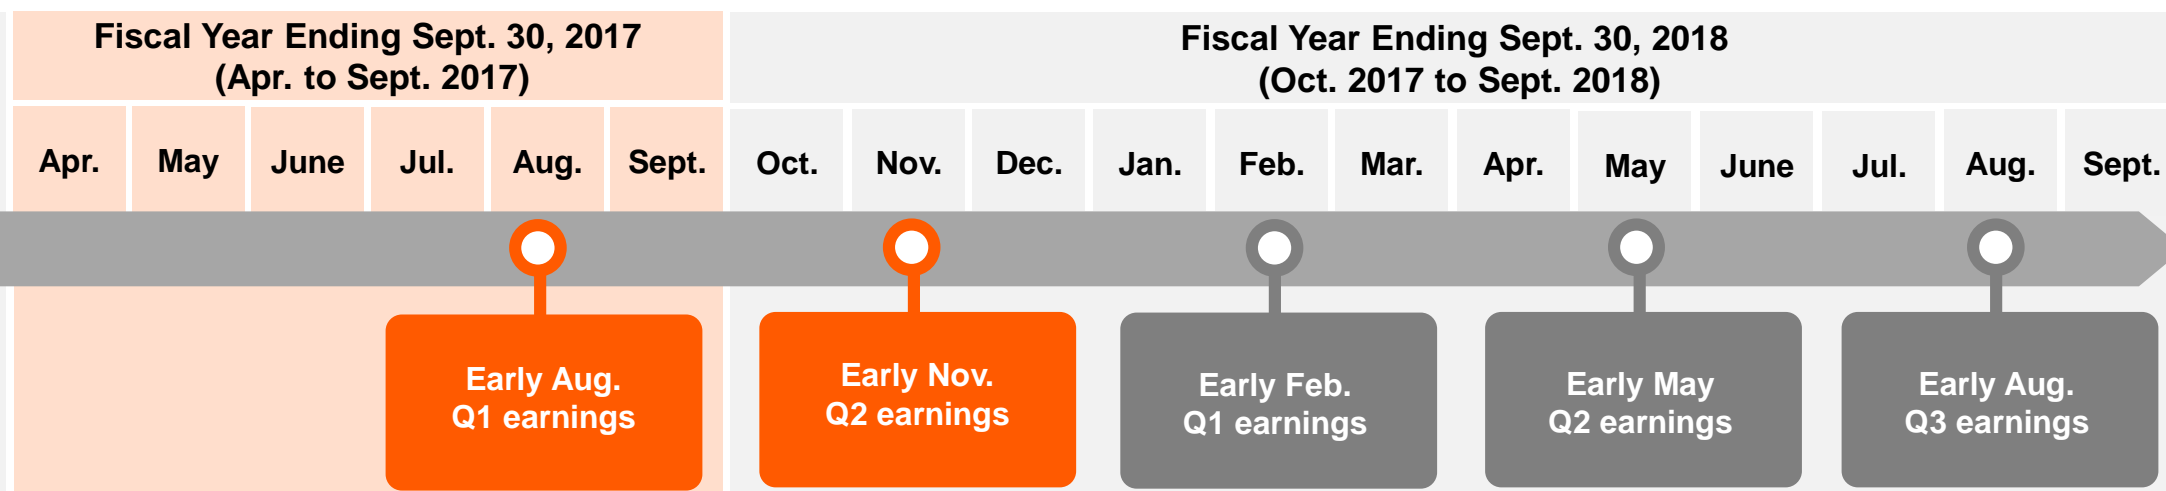 Fiscal Year Ending Sept. 30, 2017
(Apr. to Sept. 2017)
Fiscal Year Ending Sept. 30, 2018
(Oct. 2017 to Sept. 2018)
Apr. May June Jul. Aug. Sept. Oct. Nov. Dec. Jan. Feb. Mar. Apr. May June Jul. Aug. Sept.
Early Aug.
Q1 earnings
Early Nov.
Q2 earnings
Early Feb.
Q1 earnings
Early May
Q2 earnings
Early Aug.
Q3 earnings